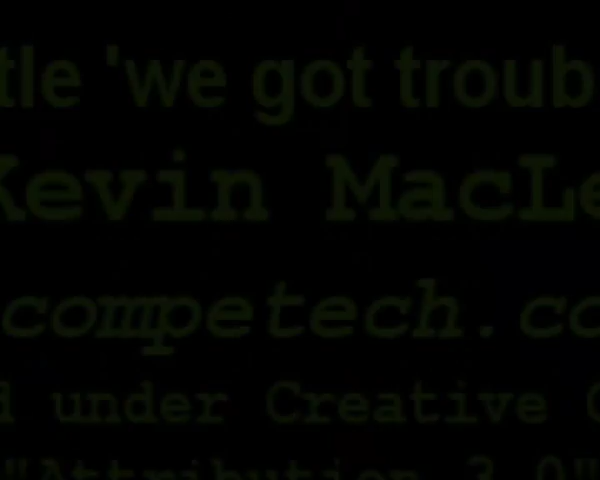 tle 'we got troub
Kevin MacLe
competech.co
d under Creative C
"Attribution 3.0"